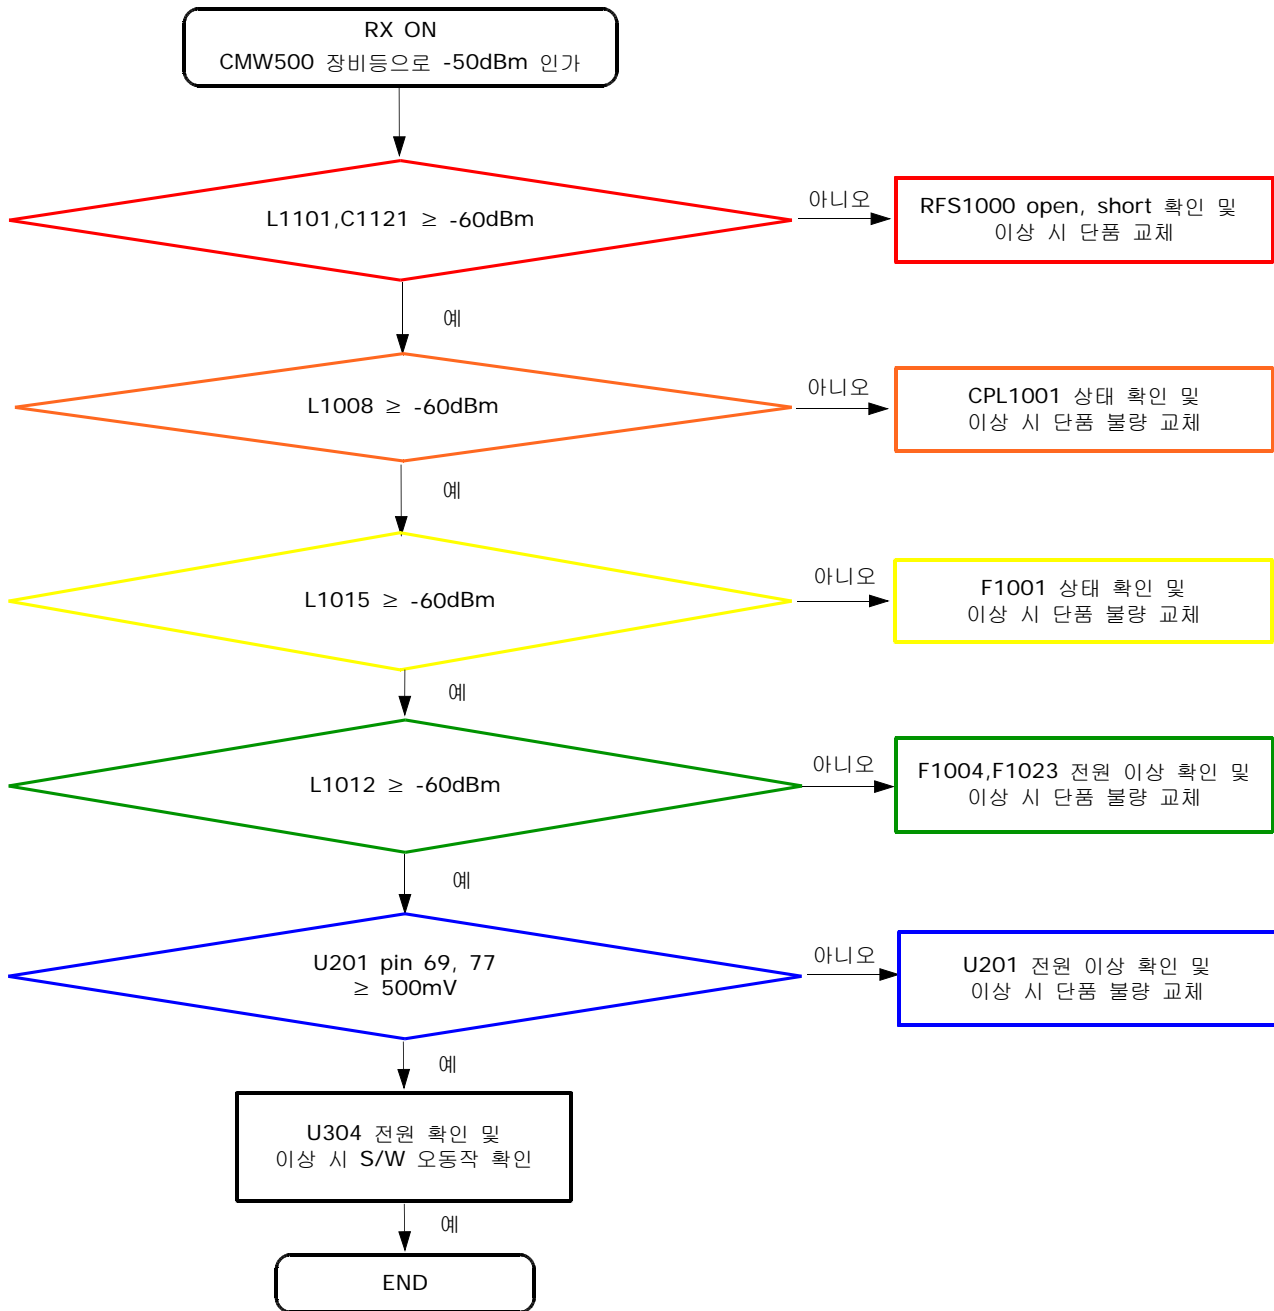 RX ON
CMW500 장비등으로 -50dBm 인가
L1101,C1121 ≥ -60dBm
아니오
RFS1000 open, short 확인 및
이상 시 단품 교체
예
L1008 ≥ -60dBm
아니오
CPL1001 상태 확인 및
이상 시 단품 불량 교체
예
L1015 ≥ -60dBm
아니오
F1001 상태 확인 및
이상 시 단품 불량 교체
예
L1012 ≥ -60dBm
아니오
F1004,F1023 전원 이상 확인 및
이상 시 단품 불량 교체
예
U201 pin 69, 77
≥ 500mV
아니오
U201 전원 이상 확인 및
이상 시 단품 불량 교체
예
U304 전원 확인 및
이상 시 S/W 오동작 확인
예
END